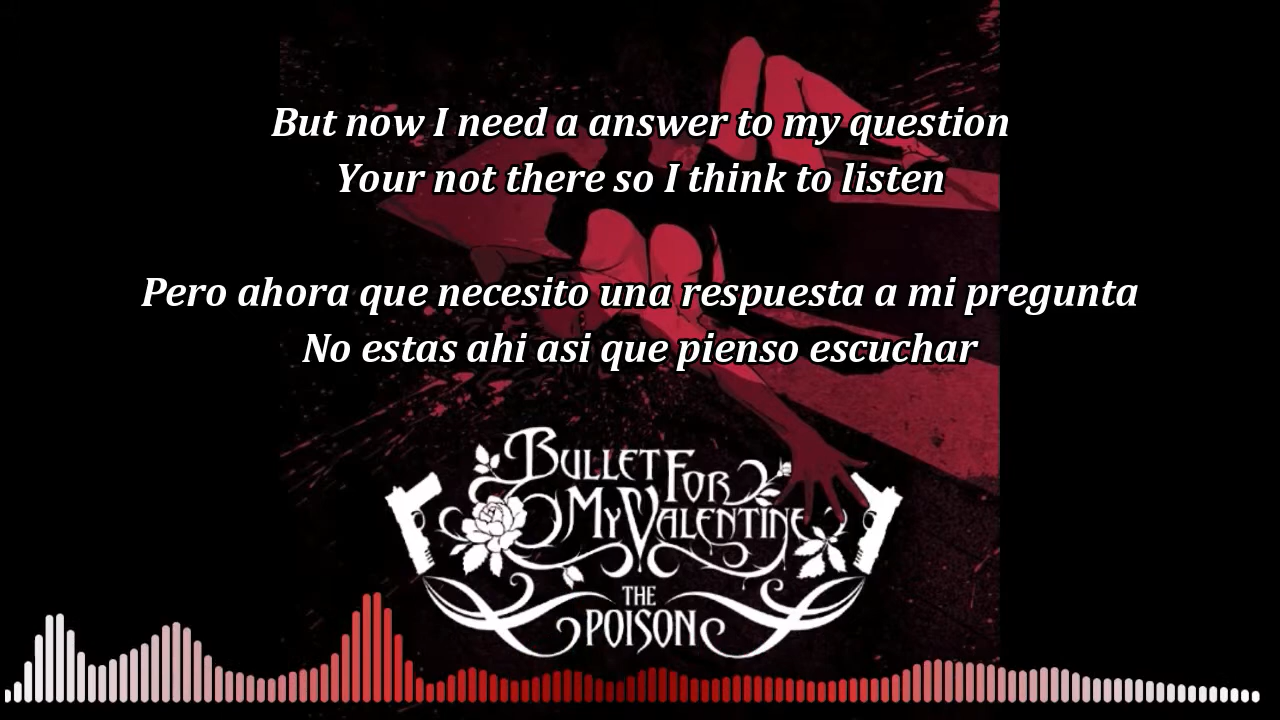 But now I need a answer to my question
Your not there so I think to listen
Pero ahora que necesito una respuesta a mi pregunta
No estas ahi asi que pienso escuchar
Bullet For
My Valentine
The
Poison